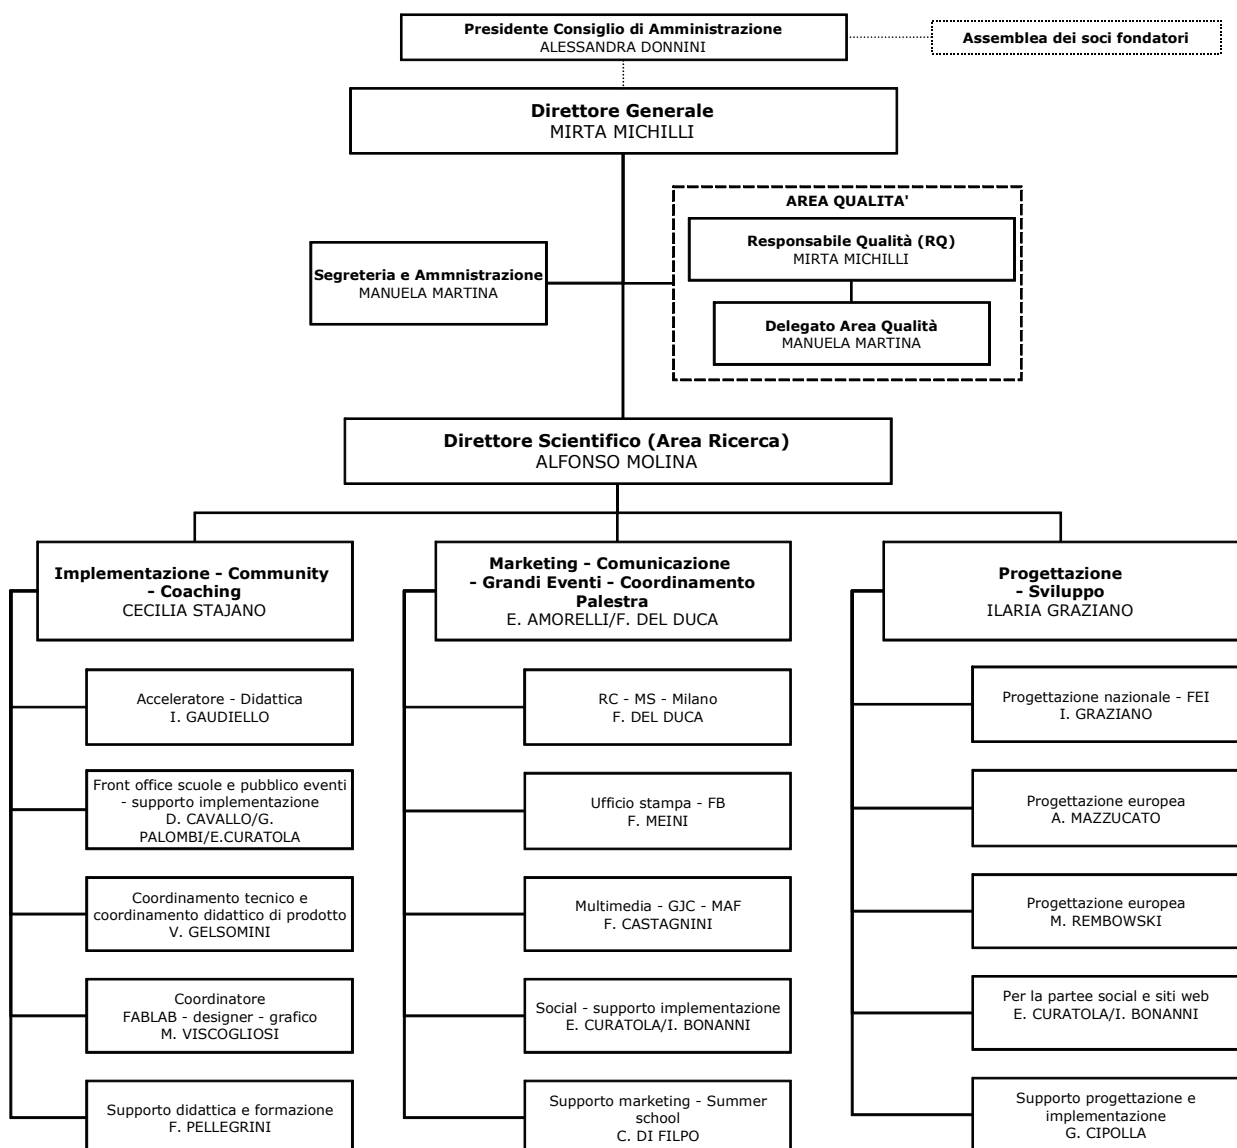 Presidente Consiglio di Amministrazione
ALESSANDRA DONNINI
Assemblea dei soci fondatori
Direttore Generale
MIRTA MICHILLI
AREA QUALITA'
Responsabile Qualità (RQ)
MIRTA MICHILLI
Segreteria e Ammnistrazione
MANUELA MARTINA
Delegato Area Qualità
MANUELA MARTINA
Direttore Scientifico (Area Ricerca)
ALFONSO MOLINA
Implementazione - Community
- Coaching
CECILIA STAJANO
Marketing - Comunicazione
- Grandi Eventi - Coordinamento
Palestra
E. AMORELLI/F. DEL DUCA
Progettazione
- Sviluppo
ILARIA GRAZIANO
Acceleratore - Didattica
I. GAUDIELLO
RC - MS - Milano
F. DEL DUCA
Progettazione nazionale - FEI
I. GRAZIANO
Front office scuole e pubblico eventi
- supporto implementazione
D. CAVALLO/G.
PALOMBI/E.CURATOLA
Ufficio stampa - FB
F. MEINI
Progettazione europea
A. MAZZUCATO
Coordinamento tecnico e
coordinamento didattico di prodotto
V. GELSOMINI
Multimedia - GJC - MAF
F. CASTAGNINI
Progettazione europea
M. REMBOWSKI
Coordinatore
FABLAB - designer - grafico
M. VISCOGLIOSI
Social - supporto implementazione
E. CURATOLA/I. BONANNI
Per la partee social e siti web
E. CURATOLA/I. BONANNI
Supporto didattica e formazione
F. PELLEGRINI
Supporto marketing - Summer
school
C. DI FILPO
Supporto progettazione e
implementazione
G. CIPOLLA